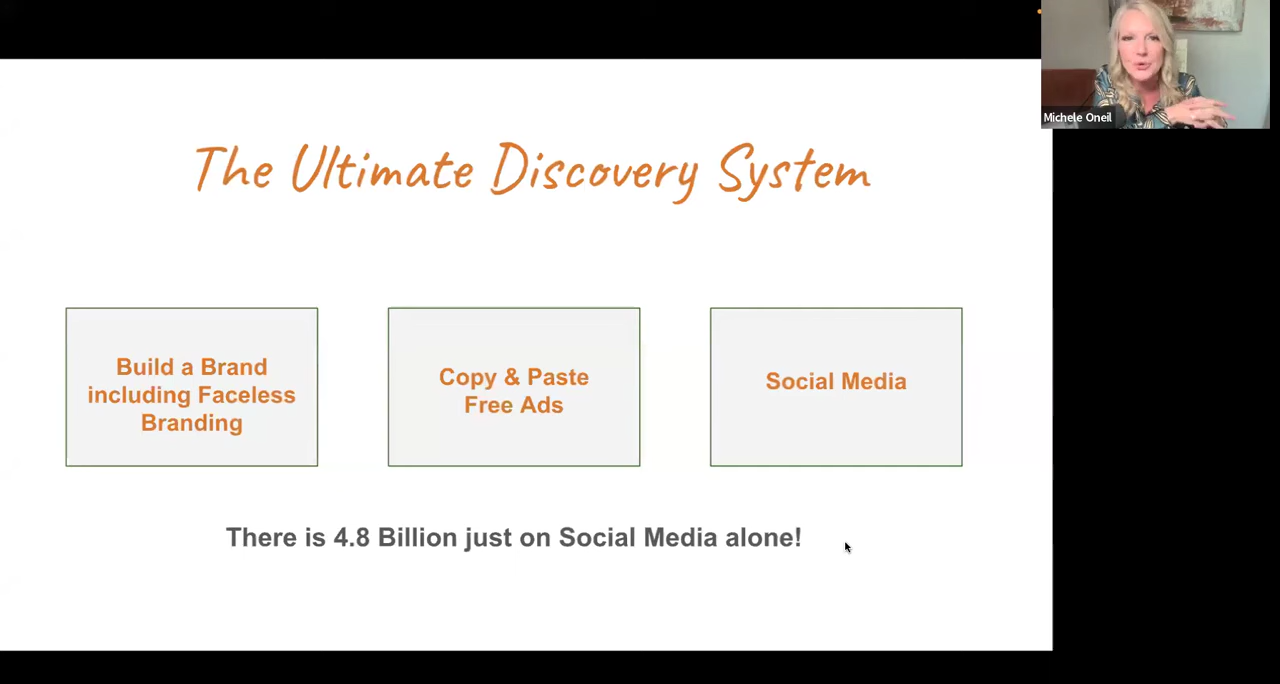 Michele Oneil
The Ultimate Discovery System
Build a Brand
including Faceless
Branding
Copy & Paste
Free Ads
Social Media
There is 4.8 Billion just on Social Media alone!